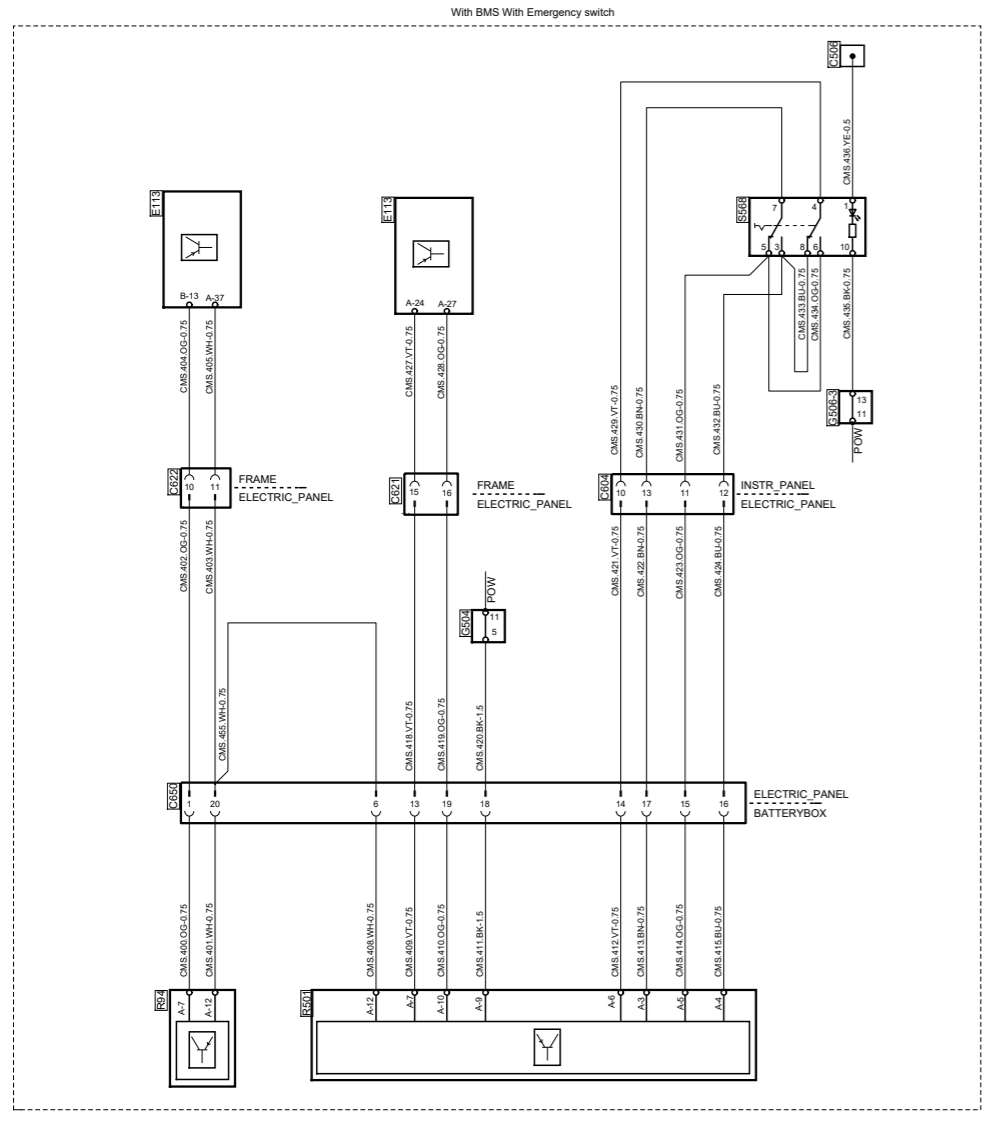 With BMS With Emergency switch
C506
CMS.436.YE-0.5
E113
B-13 A-37
E113
A-24 A-27
S568
7 4 1
5 3 8 6 10
CMS.404.OG-0.75
CMS.405.WH-0.75
CMS.427.VT-0.75
CMS.428.OG-0.75
CMS.429.VT-0.75
CMS.430.BN-0.75
CMS.431.OG-0.75
CMS.432.BU-0.75
CMS.433.BU-0.75
CMS.434.OG-0.75
CMS.435.BK-0.75
G506-3
13
11
POW
C622
10 11
FRAME
ELECTRIC_PANEL
C621
15 16
FRAME
ELECTRIC_PANEL
C604
10 13 11 12
INSTR_PANEL
ELECTRIC_PANEL
CMS.402.OG-0.75
CMS.403.WH-0.75
CMS.421.VT-0.75
CMS.422.BN-0.75
CMS.423.OG-0.75
CMS.424.BU-0.75
POW
G504
11
5
CMS.455.WH-0.75
CMS.418.VT-0.75
CMS.419.OG-0.75
CMS.420.BK-1.5
C650
1 20 6 13 19 18 14 17 15 16
ELECTRIC_PANEL
BATTERYBOX
CMS.400.OG-0.75
CMS.401.WH-0.75
CMS.408.WH-0.75
CMS.409.VT-0.75
CMS.410.OG-0.75
CMS.411.BK-1.5
CMS.412.VT-0.75
CMS.413.BN-0.75
CMS.414.OG-0.75
CMS.415.BU-0.75
R94
A-7
A-12
R501
A-12
A-7
A-10
A-9
A-6
A-3
A-5
A-4